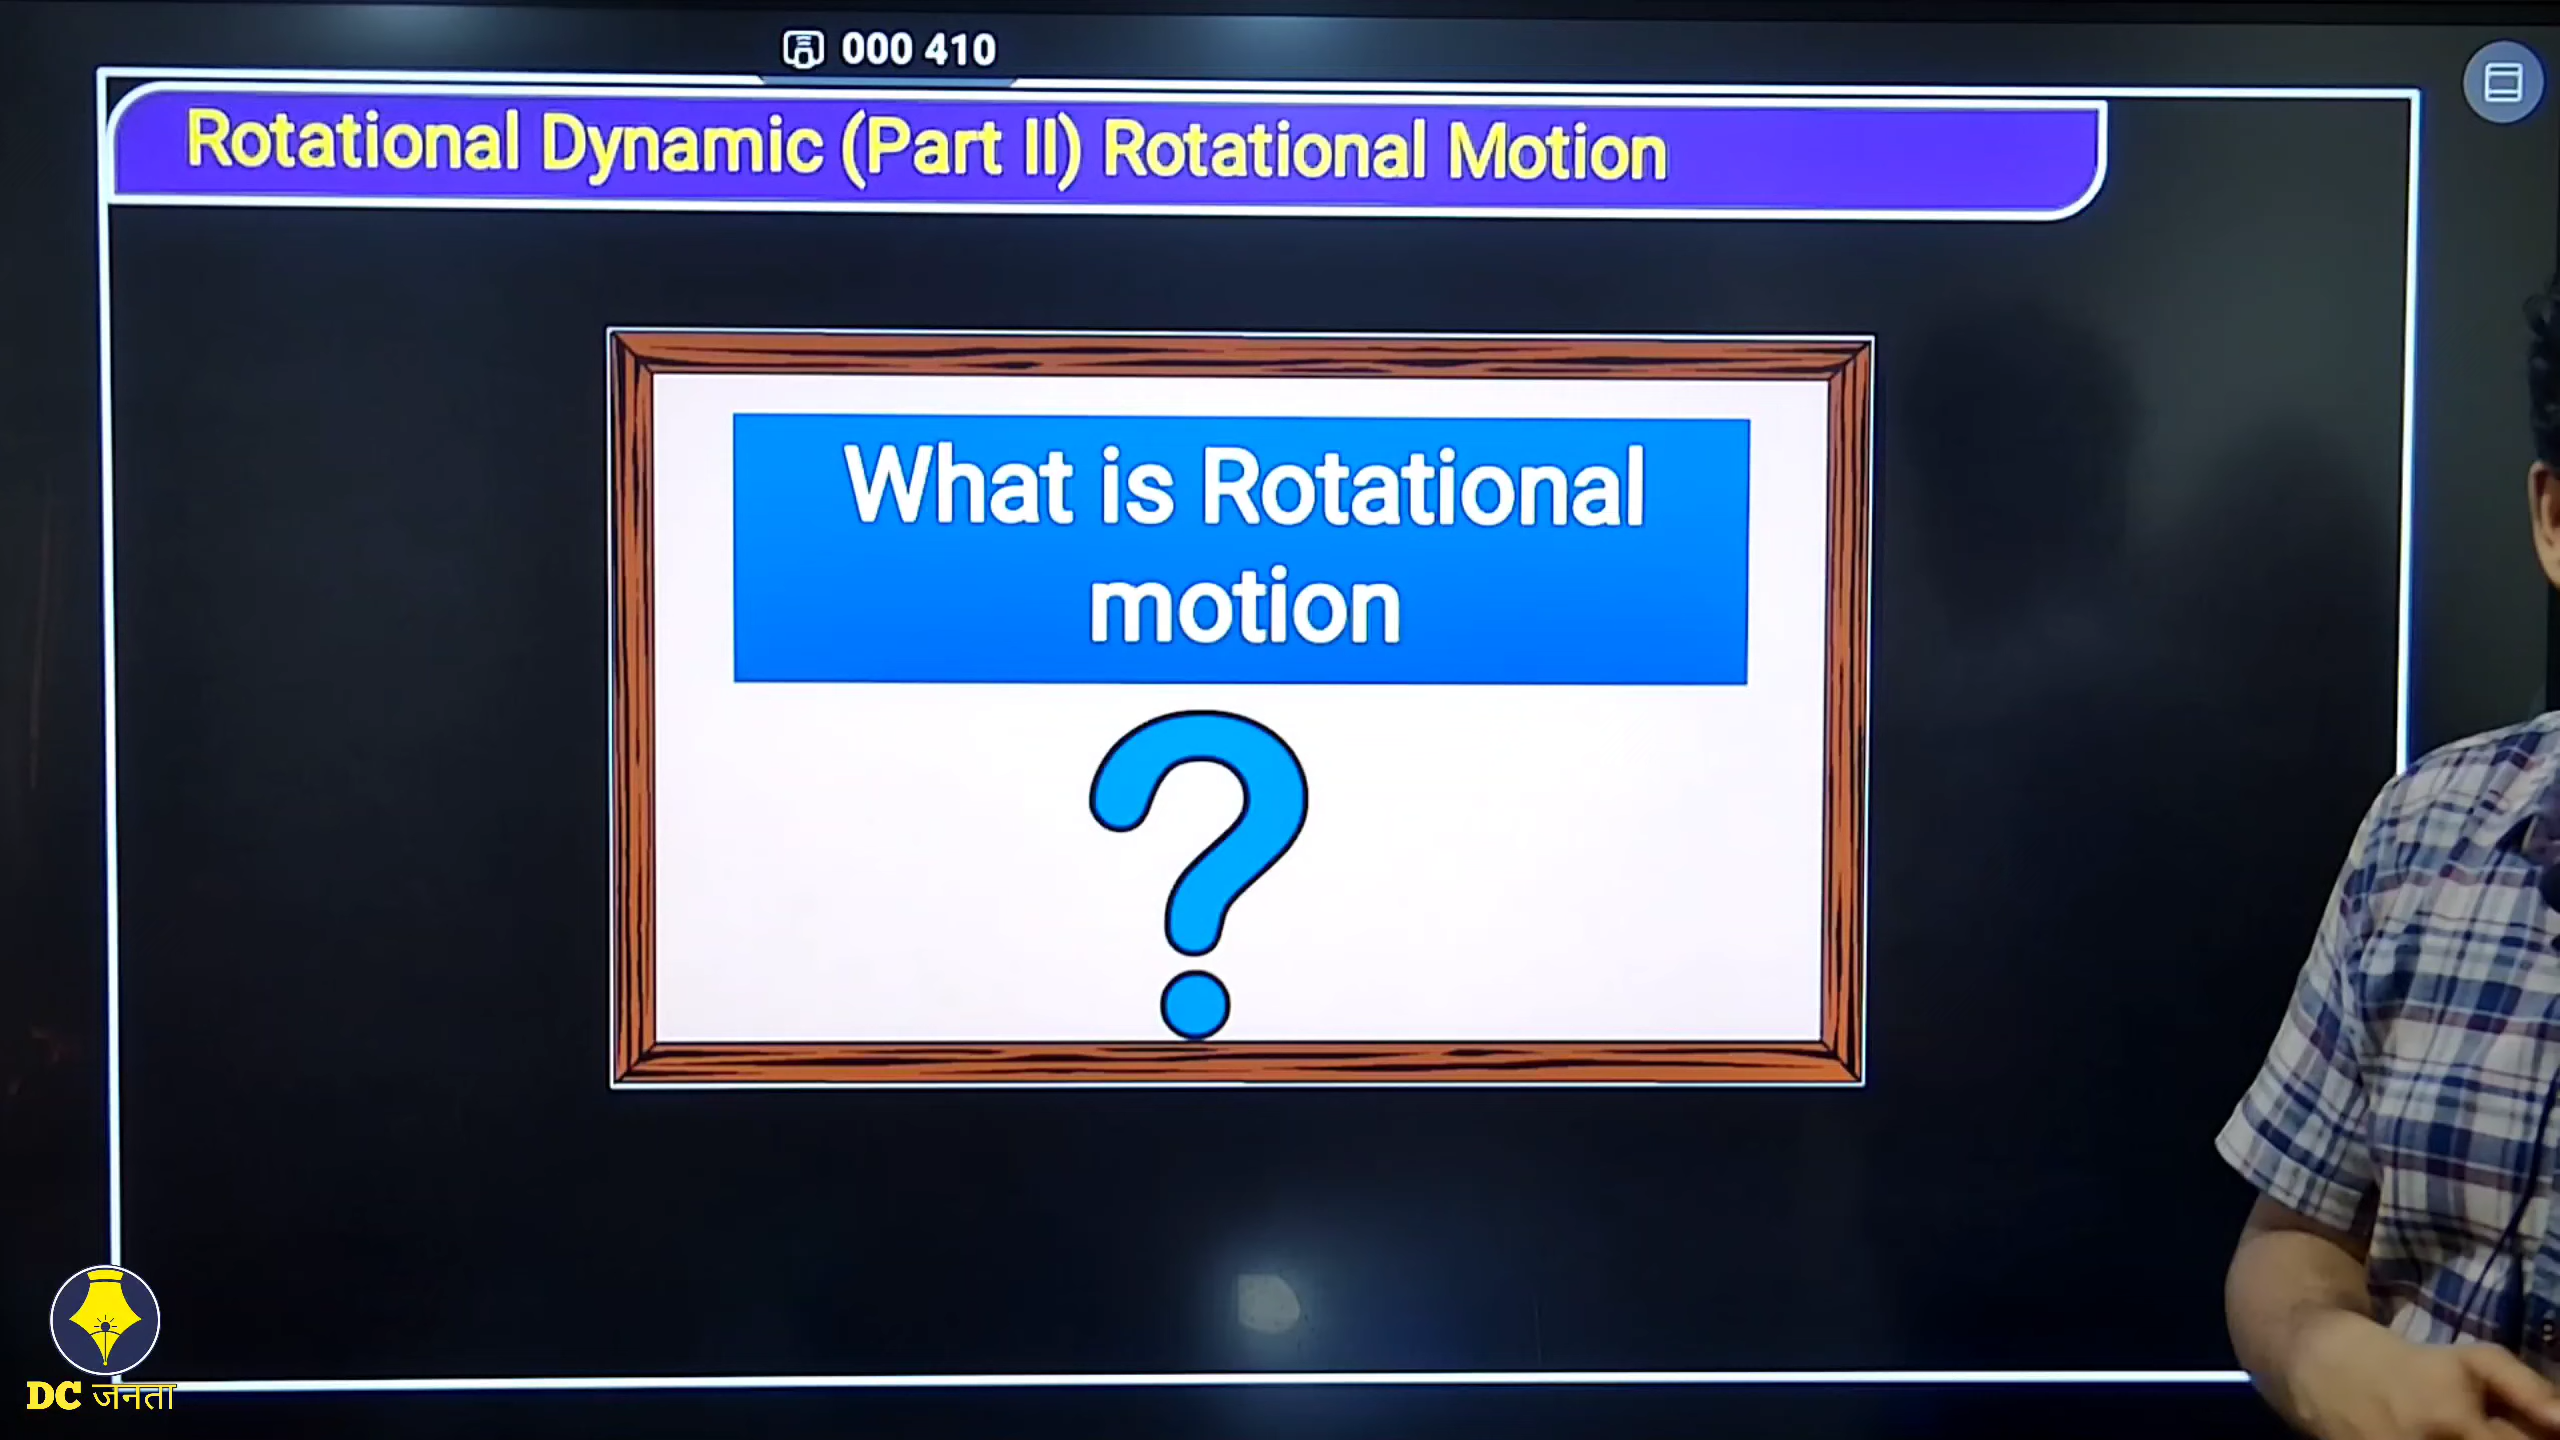 000 410
Rotational Dynamic (Part II) Rotational Motion
What is Rotational
motion
?
DC जनता